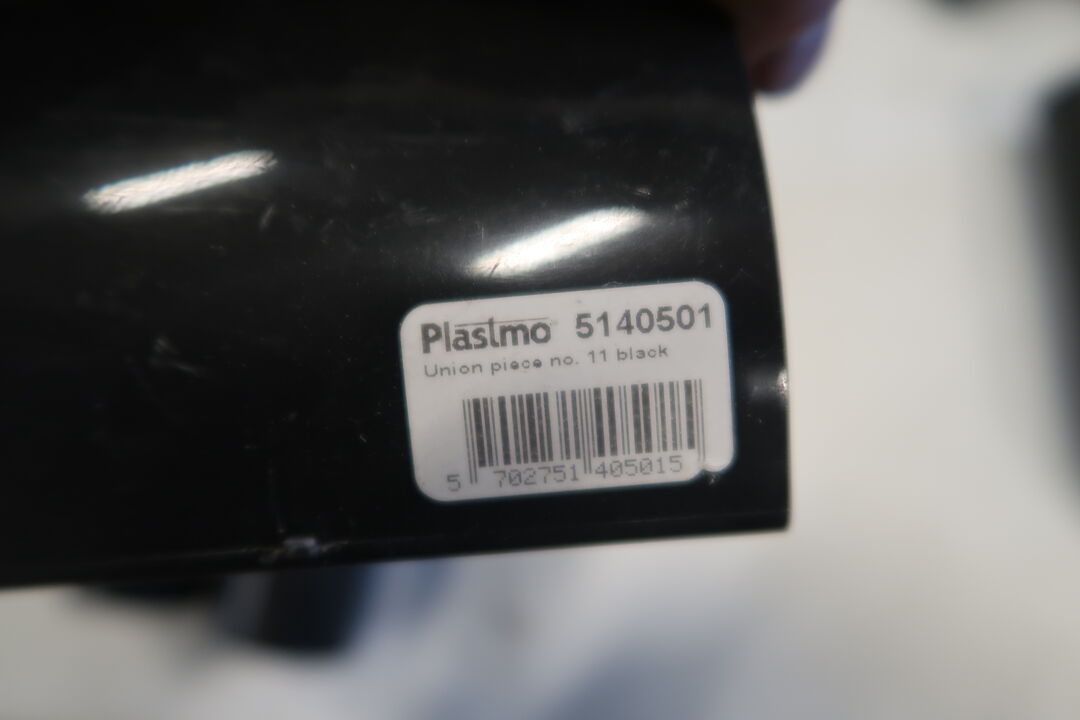 Plastmo 5140501
Union piece no. 11 black
5 702751 405015